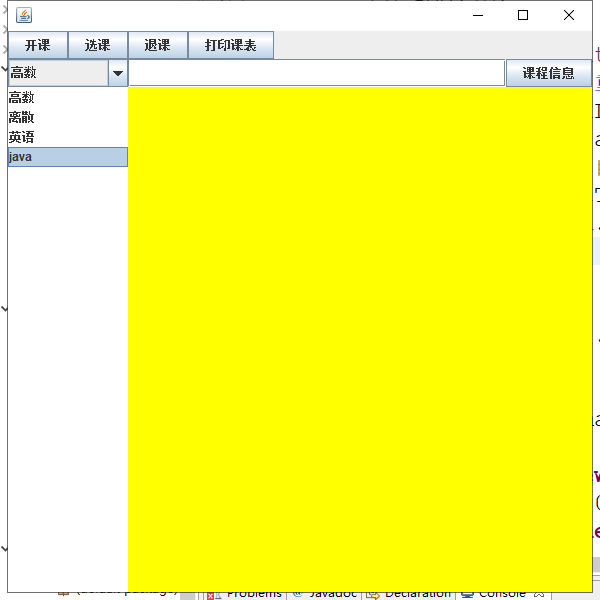 开课 选课 退课 打印课表
高数 课程信息
高数
离散
英语
java
Problems @ Javadoc Declaration Console